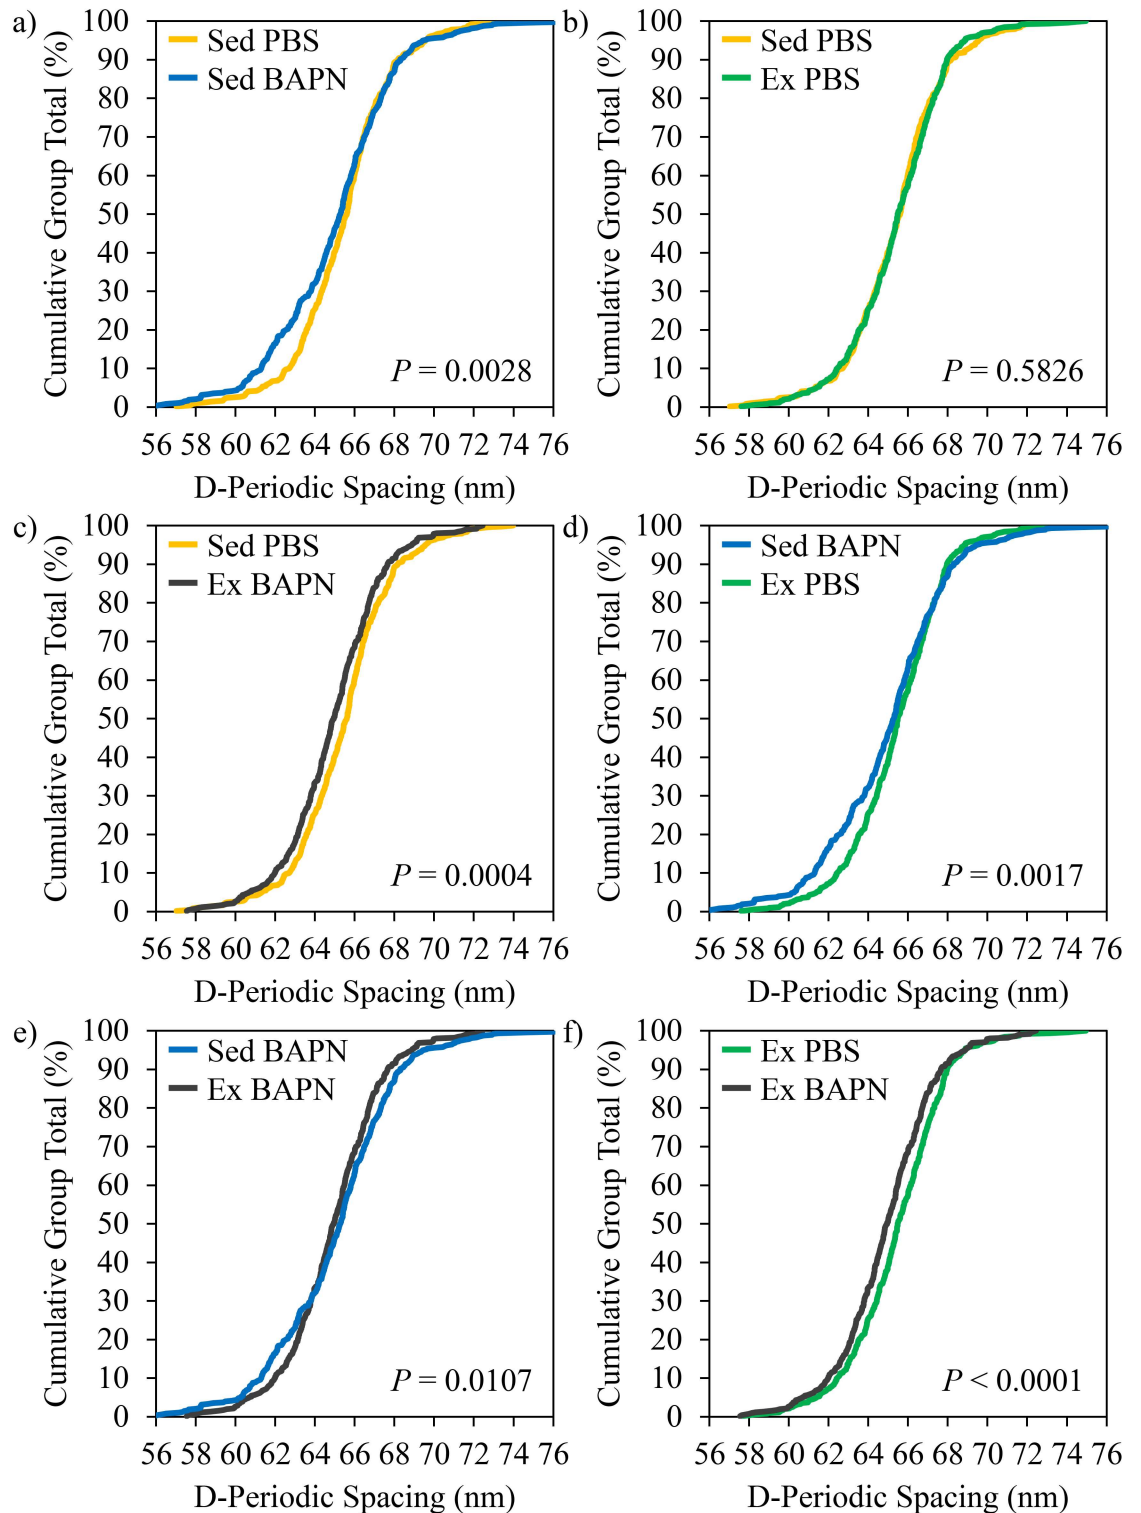 a)
Cumulative Group Total (%)
100
90
80
70
60
50
40
30
20
10
0
Sed PBS
Sed BAPN
P = 0.0028
56 58 60 62 64 66 68 70 72 74 76
D-Periodic Spacing (nm)
b)
Cumulative Group Total (%)
100
90
80
70
60
50
40
30
20
10
0
Sed PBS
Ex PBS
P = 0.5826
56 58 60 62 64 66 68 70 72 74 76
D-Periodic Spacing (nm)
c)
Cumulative Group Total (%)
100
90
80
70
60
50
40
30
20
10
0
Sed PBS
Ex BAPN
P = 0.0004
56 58 60 62 64 66 68 70 72 74 76
D-Periodic Spacing (nm)
d)
Cumulative Group Total (%)
100
90
80
70
60
50
40
30
20
10
0
Sed BAPN
Ex PBS
P = 0.0017
56 58 60 62 64 66 68 70 72 74 76
D-Periodic Spacing (nm)
e)
Cumulative Group Total (%)
100
90
80
70
60
50
40
30
20
10
0
Sed BAPN
Ex BAPN
P = 0.0107
56 58 60 62 64 66 68 70 72 74 76
D-Periodic Spacing (nm)
f)
Cumulative Group Total (%)
100
90
80
70
60
50
40
30
20
10
0
Ex PBS
Ex BAPN
P < 0.0001
56 58 60 62 64 66 68 70 72 74 76
D-Periodic Spacing (nm)